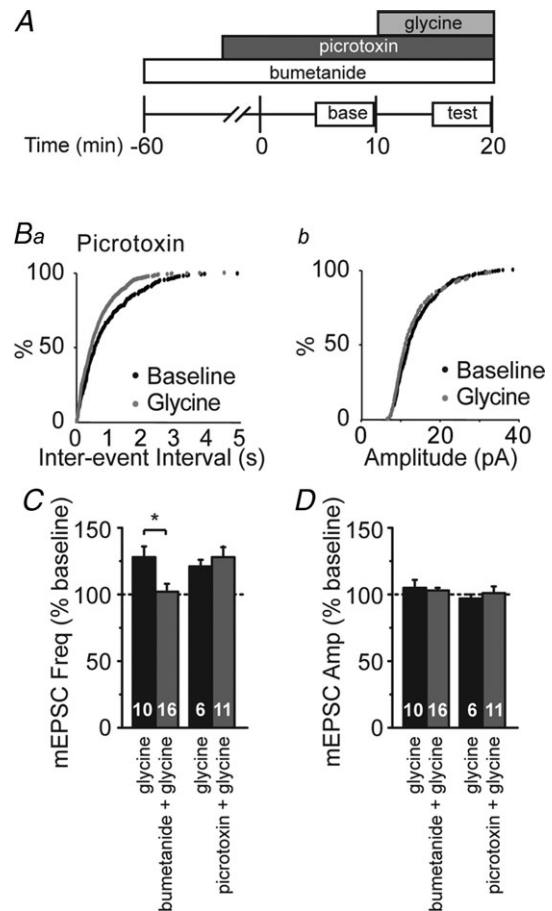 A
glycine
picrotoxin
bumetanide
base
test
Time (min) -60 0 10 20
Ba
Picrotoxin
b
100
50
0
%
Baseline
Glycine
0 1 2 3 4 5
Inter-event Interval (s)
100
50
0
%
Baseline
Glycine
0 20 40
Amplitude (pA)
C
*
150
100
50
0
mEPSC Freq (% baseline)
10 16 6 11
glycine
bumetanide + glycine
glycine
picrotoxin + glycine
D
150
100
50
0
mEPSC Amp (% baseline)
10 16 6 11
glycine
bumetanide + glycine
glycine
picrotoxin + glycine